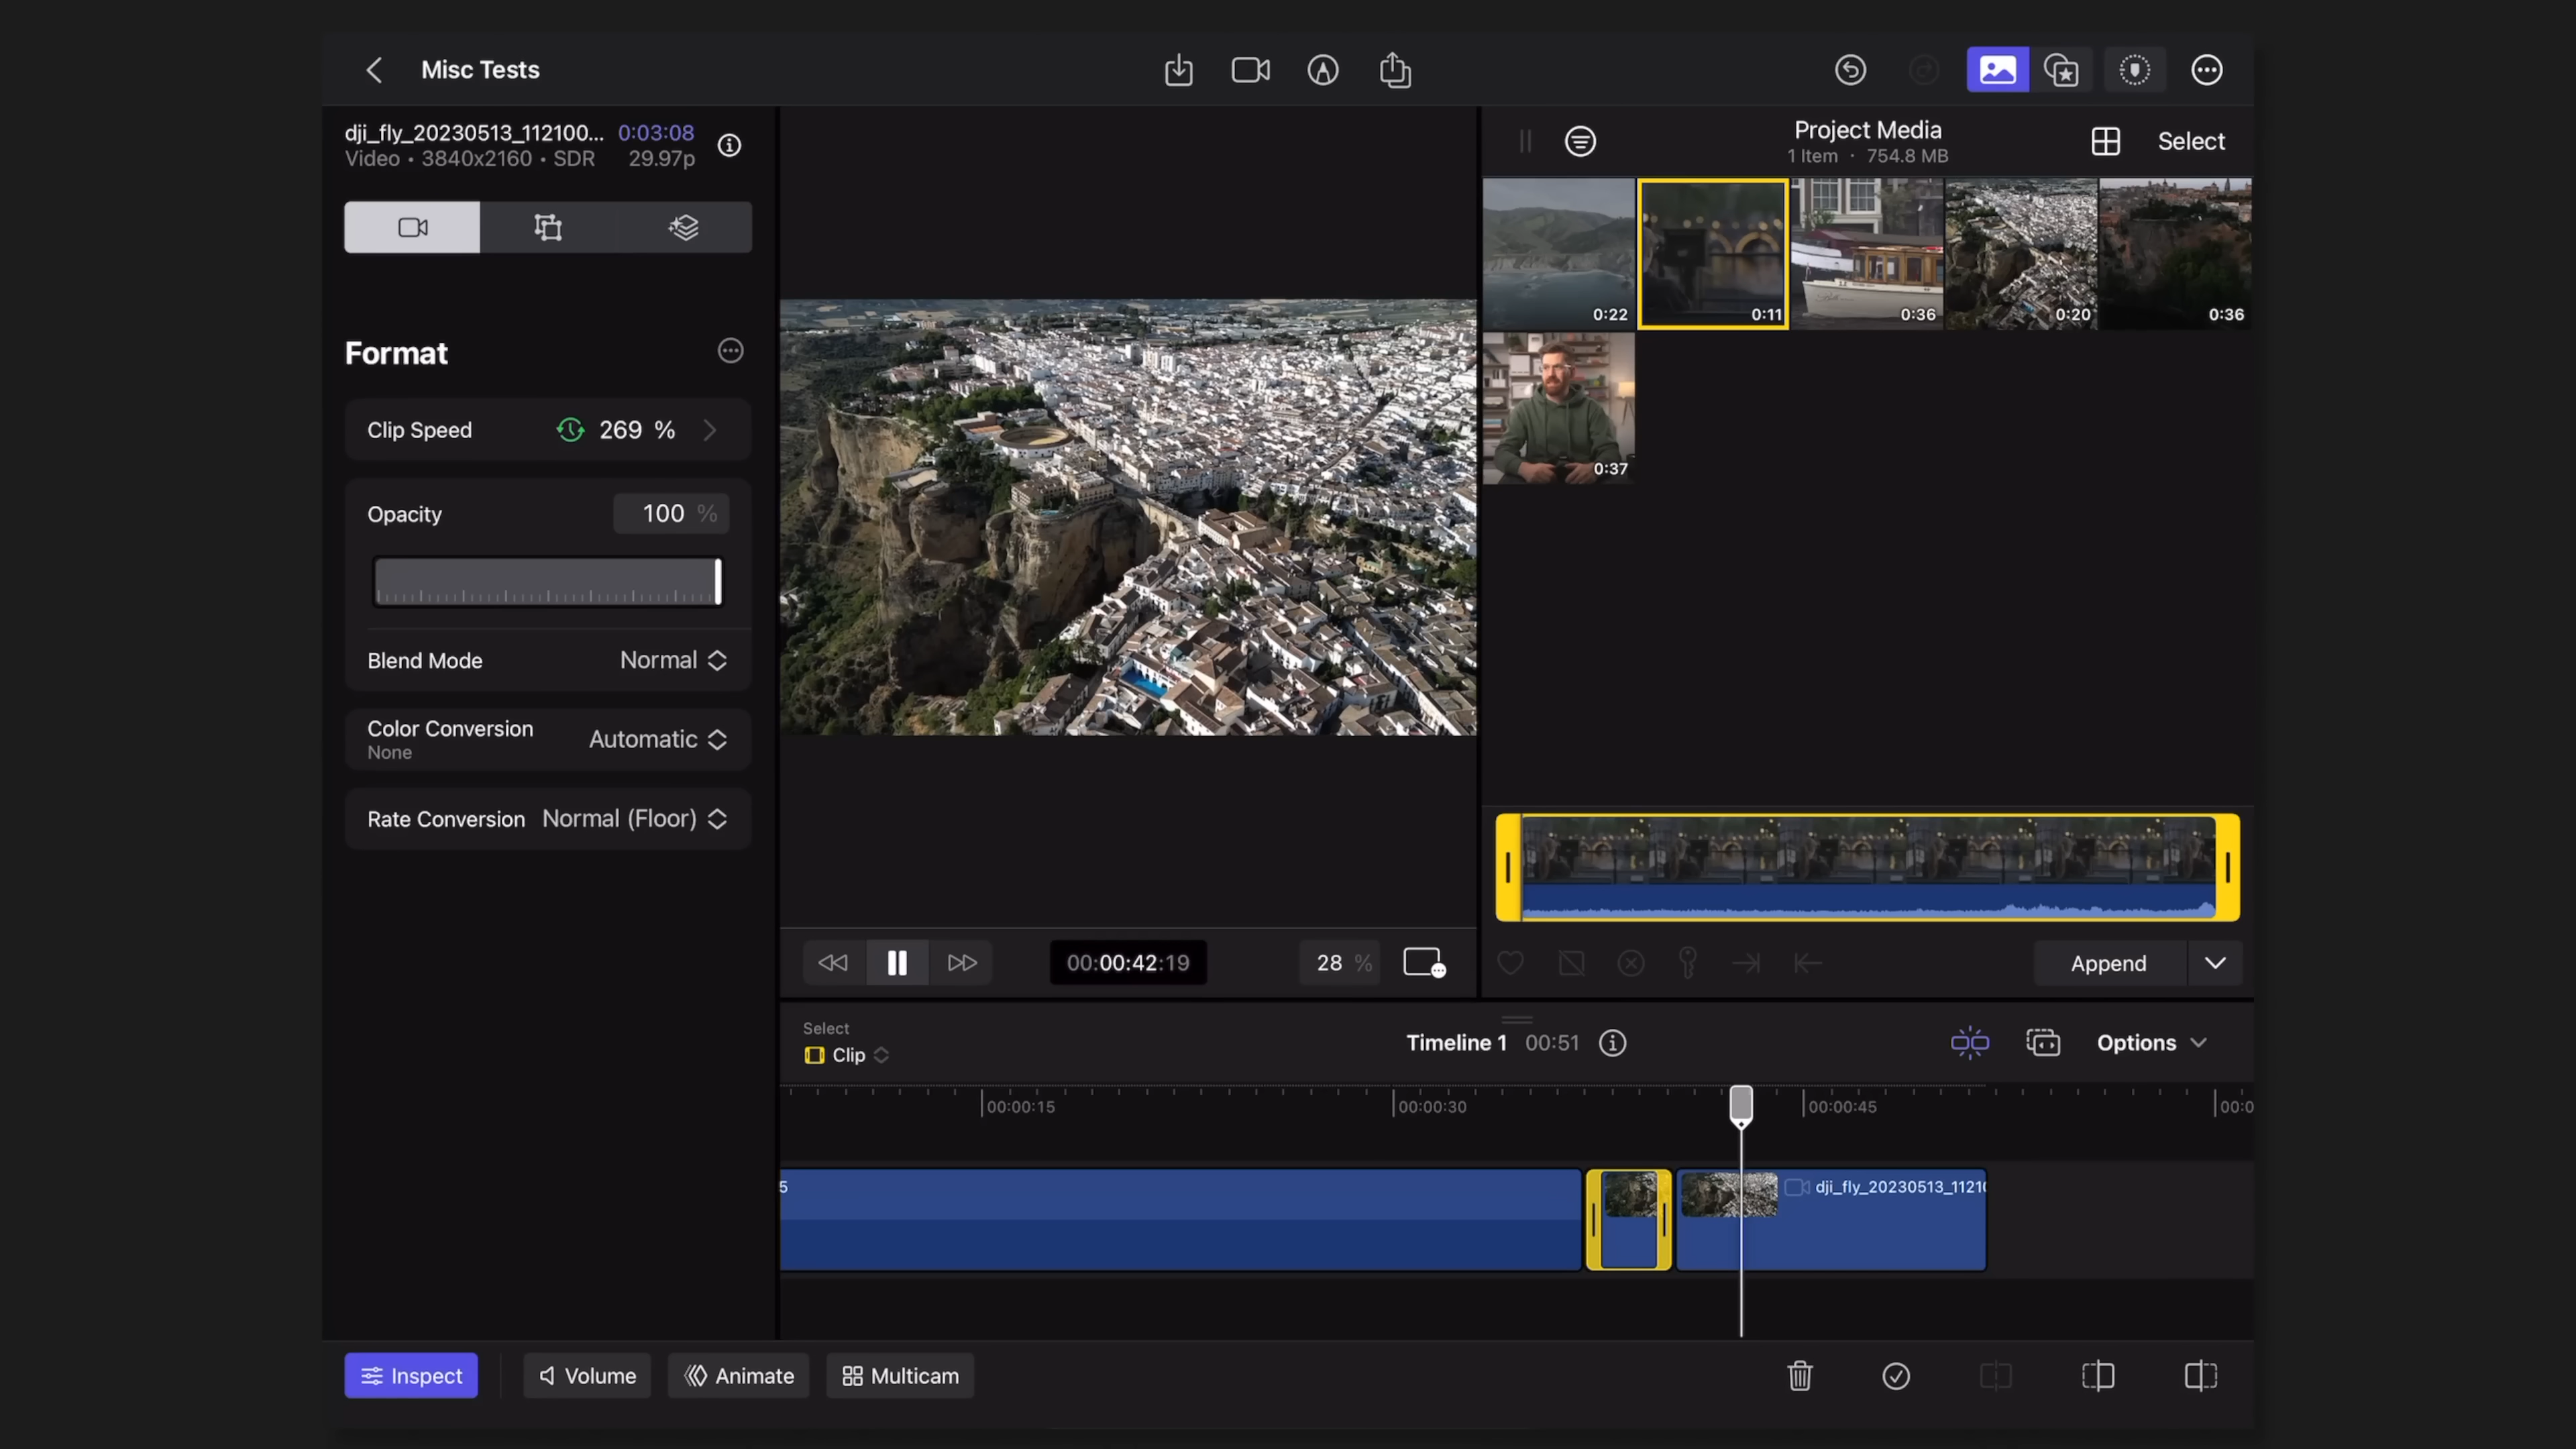 Misc Tests
dji_fly_20230513_112100... 0:03:08
Video • 3840x2160 • SDR 29.97p
Format
Clip Speed 269 %
Opacity 100 %
Blend Mode Normal
Color Conversion Automatic
None
Rate Conversion Normal (Floor)
Project Media
1 Item · 754.8 MB
Select
0:22
0:11
0:36
0:20
0:36
0:37
00:00:42:19
28 %
Append
Select
Clip
Timeline 1 00:51
Options
00:00:15
00:00:30
00:00:45
00:0
5
dji_fly_20230513_1121
Inspect
Volume
Animate
Multicam